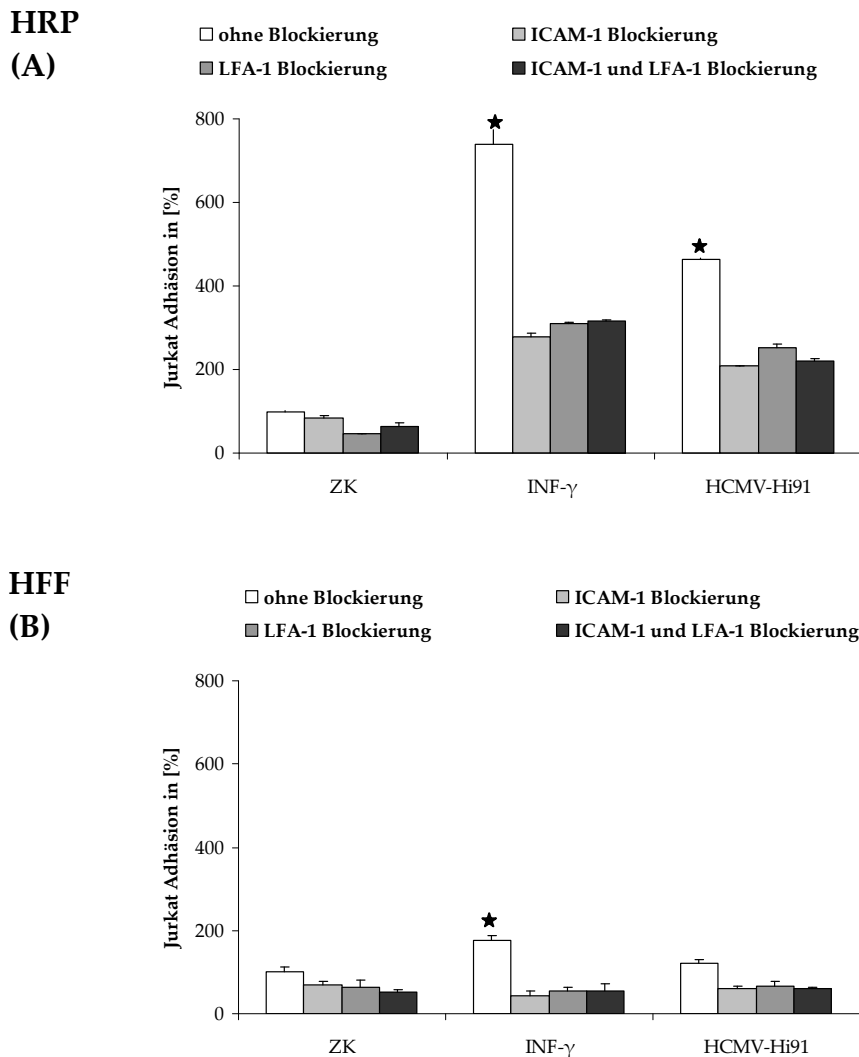 HRP
(A)
ohne Blockierung ICAM-1 Blockierung
LFA-1 Blockierung ICAM-1 und LFA-1 Blockierung
Jurkat Adhäsion in [%]
800
600
400
200
0
ZK INF-γ HCMV-Hi91
HFF
(B)
ohne Blockierung ICAM-1 Blockierung
LFA-1 Blockierung ICAM-1 und LFA-1 Blockierung
Jurkat Adhäsion in [%]
800
600
400
200
0
ZK INF-γ HCMV-Hi91